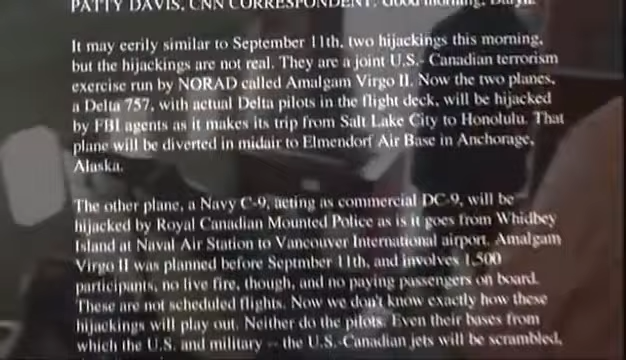 PATTY DAVIS, CNN CORRESPONDENT: Good morning, Daryn.
It may eerily similar to September 11th, two hijackings this morning,
but the hijackings are not real. They are a joint U.S.- Canadian terrorism
exercise run by NORAD called Amalgam Virgo II. Now the two planes,
a Delta 757, with actual Delta pilots in the flight deck, will be hijacked
by FBI agents as it makes its trip from Salt Lake City to Honolulu. That
plane will be diverted in midair to Elmendorf Air Base in Anchorage,
Alaska.
The other plane, a Navy C-9, acting as commercial DC-9, will be
hijacked by Royal Canadian Mounted Police as is it goes from Whidbey
Island at Naval Air Station to Vancouver International airport. Amalgam
Virgo II was planned before Septmber 11th, and involves 1,500
participants, no live fire, though, and no paying passengers on board.
These are not scheduled flights. Now we don't know exactly how these
hijackings will play out. Neither do the pilots. Even their bases from
which the U.S. and military -- the U.S.-Canadian jets will be scrambled,